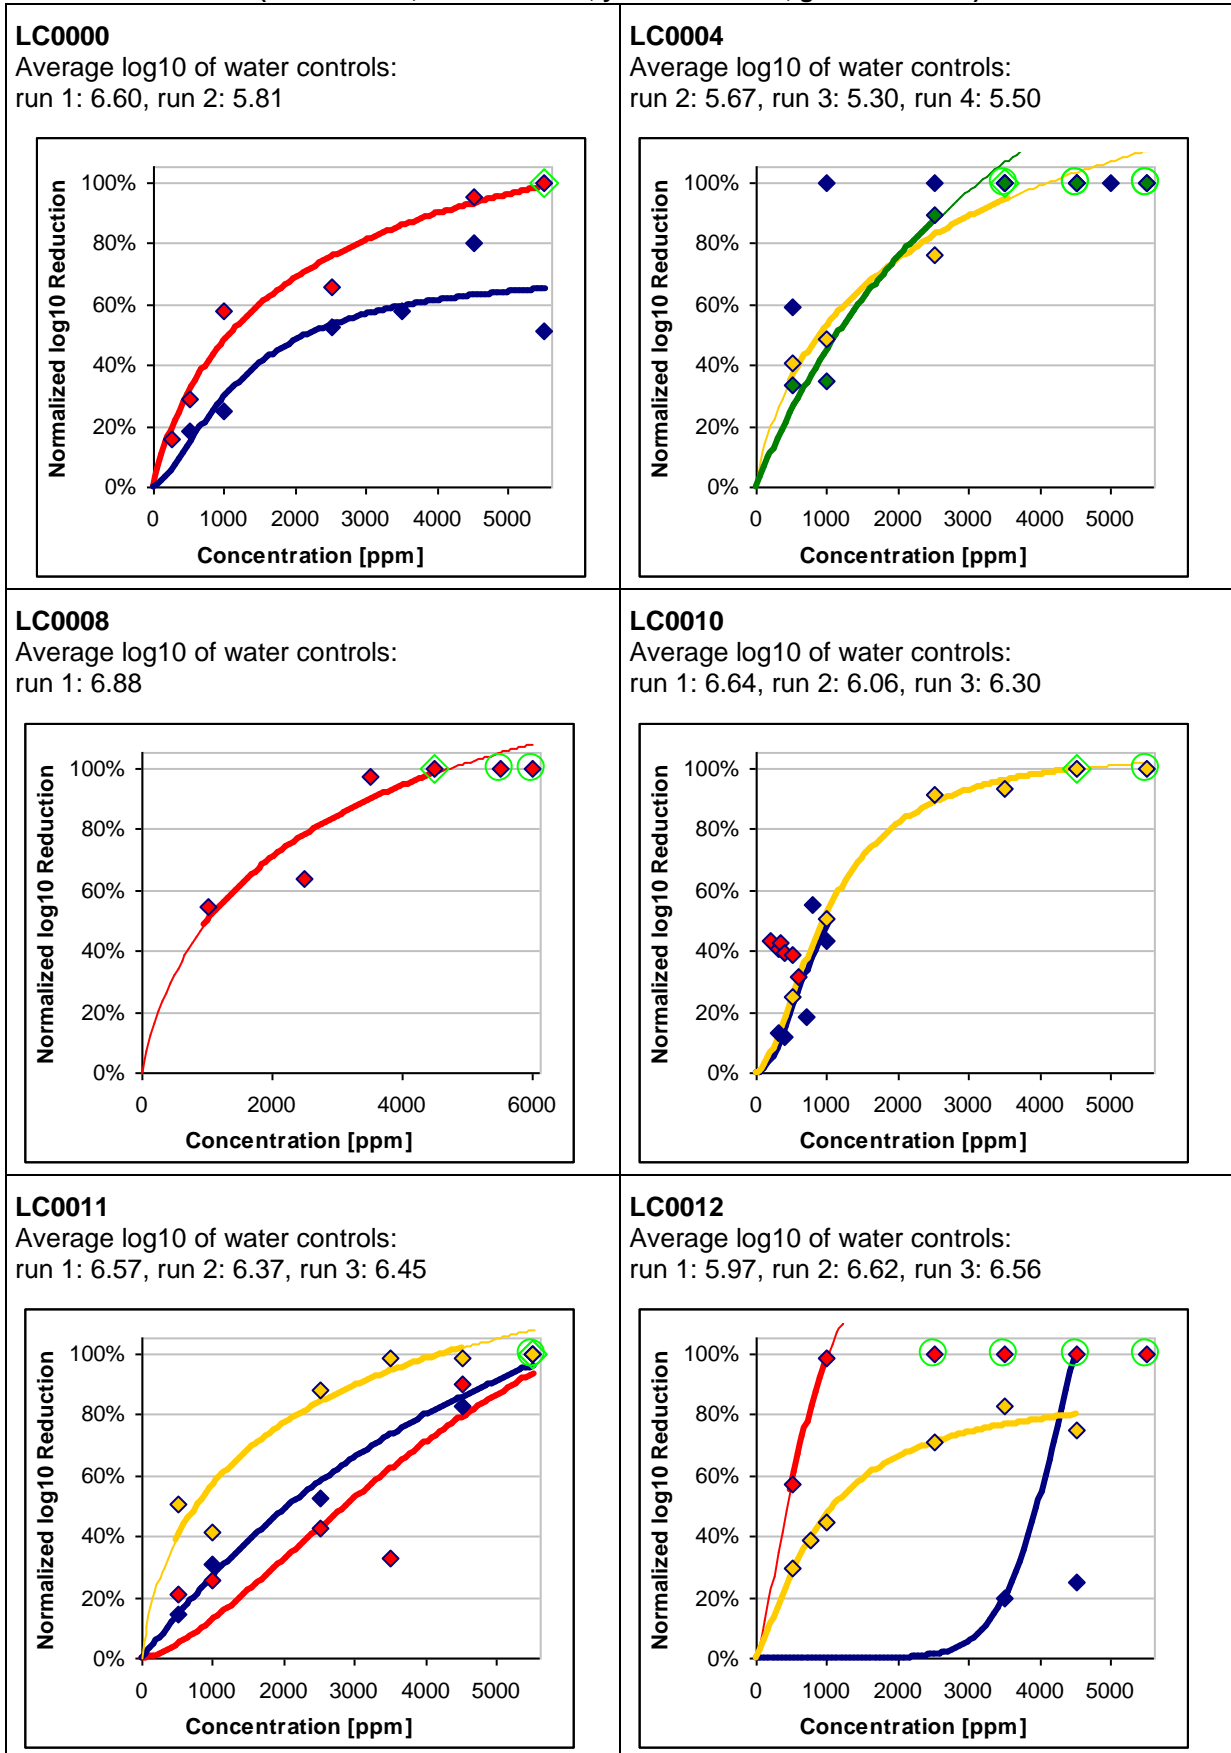 LC0000
Average log10 of water controls:
run 1: 6.60, run 2: 5.81
Normalized log10 Reduction
100%
80%
60%
40%
20%
0%
0 1000 2000 3000 4000 5000
Concentration [ppm]
LC0004
Average log10 of water controls:
run 2: 5.67, run 3: 5.30, run 4: 5.50
Normalized log10 Reduction
100%
80%
60%
40%
20%
0%
0 1000 2000 3000 4000 5000
Concentration [ppm]
LC0008
Average log10 of water controls:
run 1: 6.88
Normalized log10 Reduction
100%
80%
60%
40%
20%
0%
0 2000 4000 6000
Concentration [ppm]
LC0010
Average log10 of water controls:
run 1: 6.64, run 2: 6.06, run 3: 6.30
Normalized log10 Reduction
100%
80%
60%
40%
20%
0%
0 1000 2000 3000 4000 5000
Concentration [ppm]
LC0011
Average log10 of water controls:
run 1: 6.57, run 2: 6.37, run 3: 6.45
Normalized log10 Reduction
100%
80%
60%
40%
20%
0%
0 1000 2000 3000 4000 5000
Concentration [ppm]
LC0012
Average log10 of water controls:
run 1: 5.97, run 2: 6.62, run 3: 6.56
Normalized log10 Reduction
100%
80%
60%
40%
20%
0%
0 1000 2000 3000 4000 5000
Concentration [ppm]